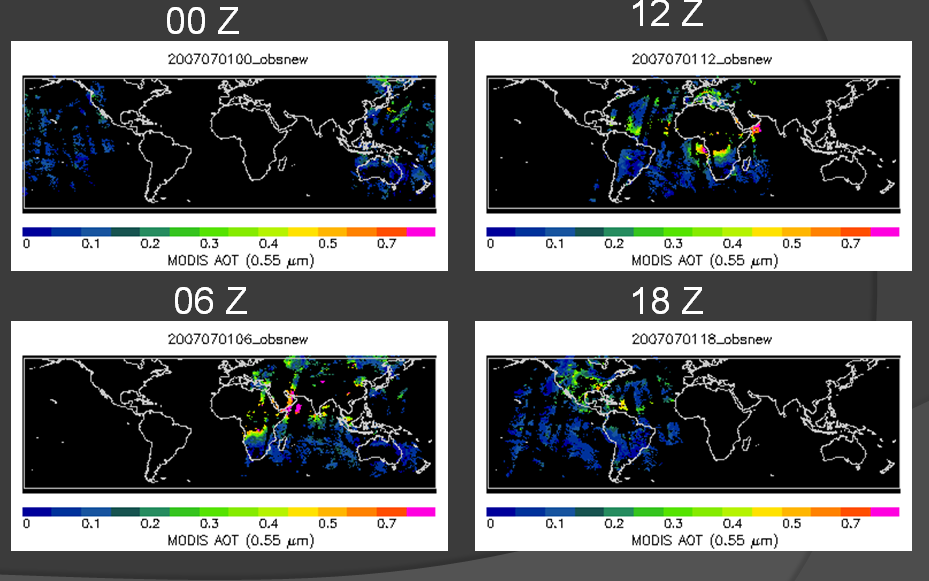 00 Z
2007070100_obsnew
0 0.1 0.2 0.3 0.4 0.5 0.7
MODIS AOT (0.55 μm)
12 Z
2007070112_obsnew
0 0.1 0.2 0.3 0.4 0.5 0.7
MODIS AOT (0.55 μm)
06 Z
2007070106_obsnew
0 0.1 0.2 0.3 0.4 0.5 0.7
MODIS AOT (0.55 μm)
18 Z
2007070118_obsnew
0 0.1 0.2 0.3 0.4 0.5 0.7
MODIS AOT (0.55 μm)